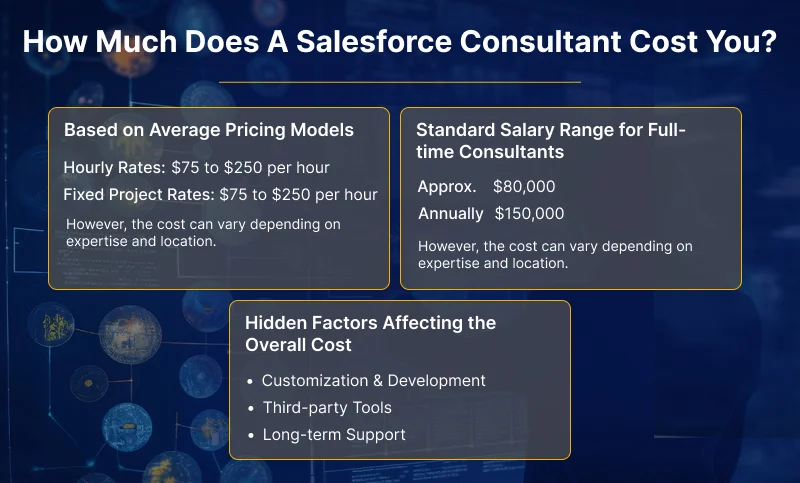 How Much Does A Salesforce Consultant Cost You?
Based on Average Pricing Models
Hourly Rates: $75 to $250 per hour
Fixed Project Rates: $75 to $250 per hour
However, the cost can vary depending on
expertise and location.
Standard Salary Range for Full-
time Consultants
Approx. $80,000
Annually $150,000
However, the cost can vary depending on
expertise and location.
Hidden Factors Affecting the
Overall Cost
• Customization & Development
• Third-party Tools
• Long-term Support